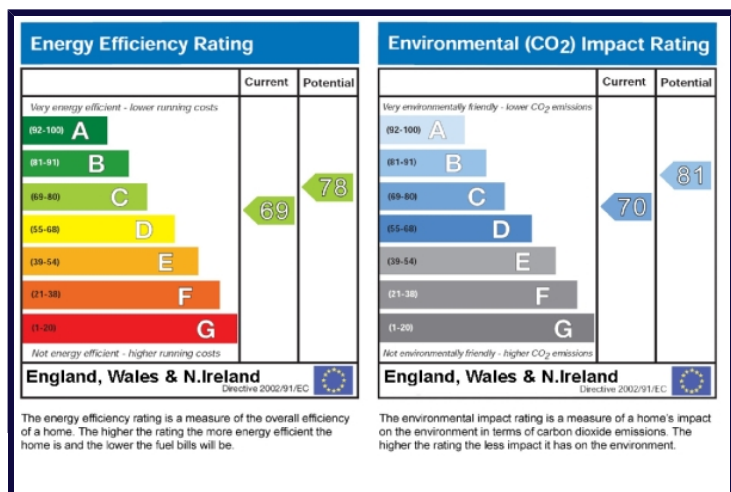 Energy Efficiency Rating
Current Potential
Very energy efficient - lower running costs
(92-100) A
(81-91) B
(69-80) C
(55-68) D
(39-54) E
(21-38) F
(1-20) G
69
78
Not energy efficient - higher running costs
England, Wales & N.Ireland
Directive 2002/91/EC
The energy efficiency rating is a measure of the overall efficiency
of a home. The higher the rating the more energy efficient the
home is and the lower the fuel bills will be.
Environmental (CO2) Impact Rating
Current Potential
Very environmentally friendly - lower CO2 emissions
(92-100) A
(81-91) B
(69-80) C
(55-68) D
(39-54) E
(21-38) F
(1-20) G
70
81
Not environmentally friendly - higher CO2 emissions
England, Wales & N.Ireland
Directive 2002/91/EC
The environmental impact rating is a measure of a home's impact
on the environment in terms of carbon dioxide emissions. The
higher the rating the less impact it has on the environment.